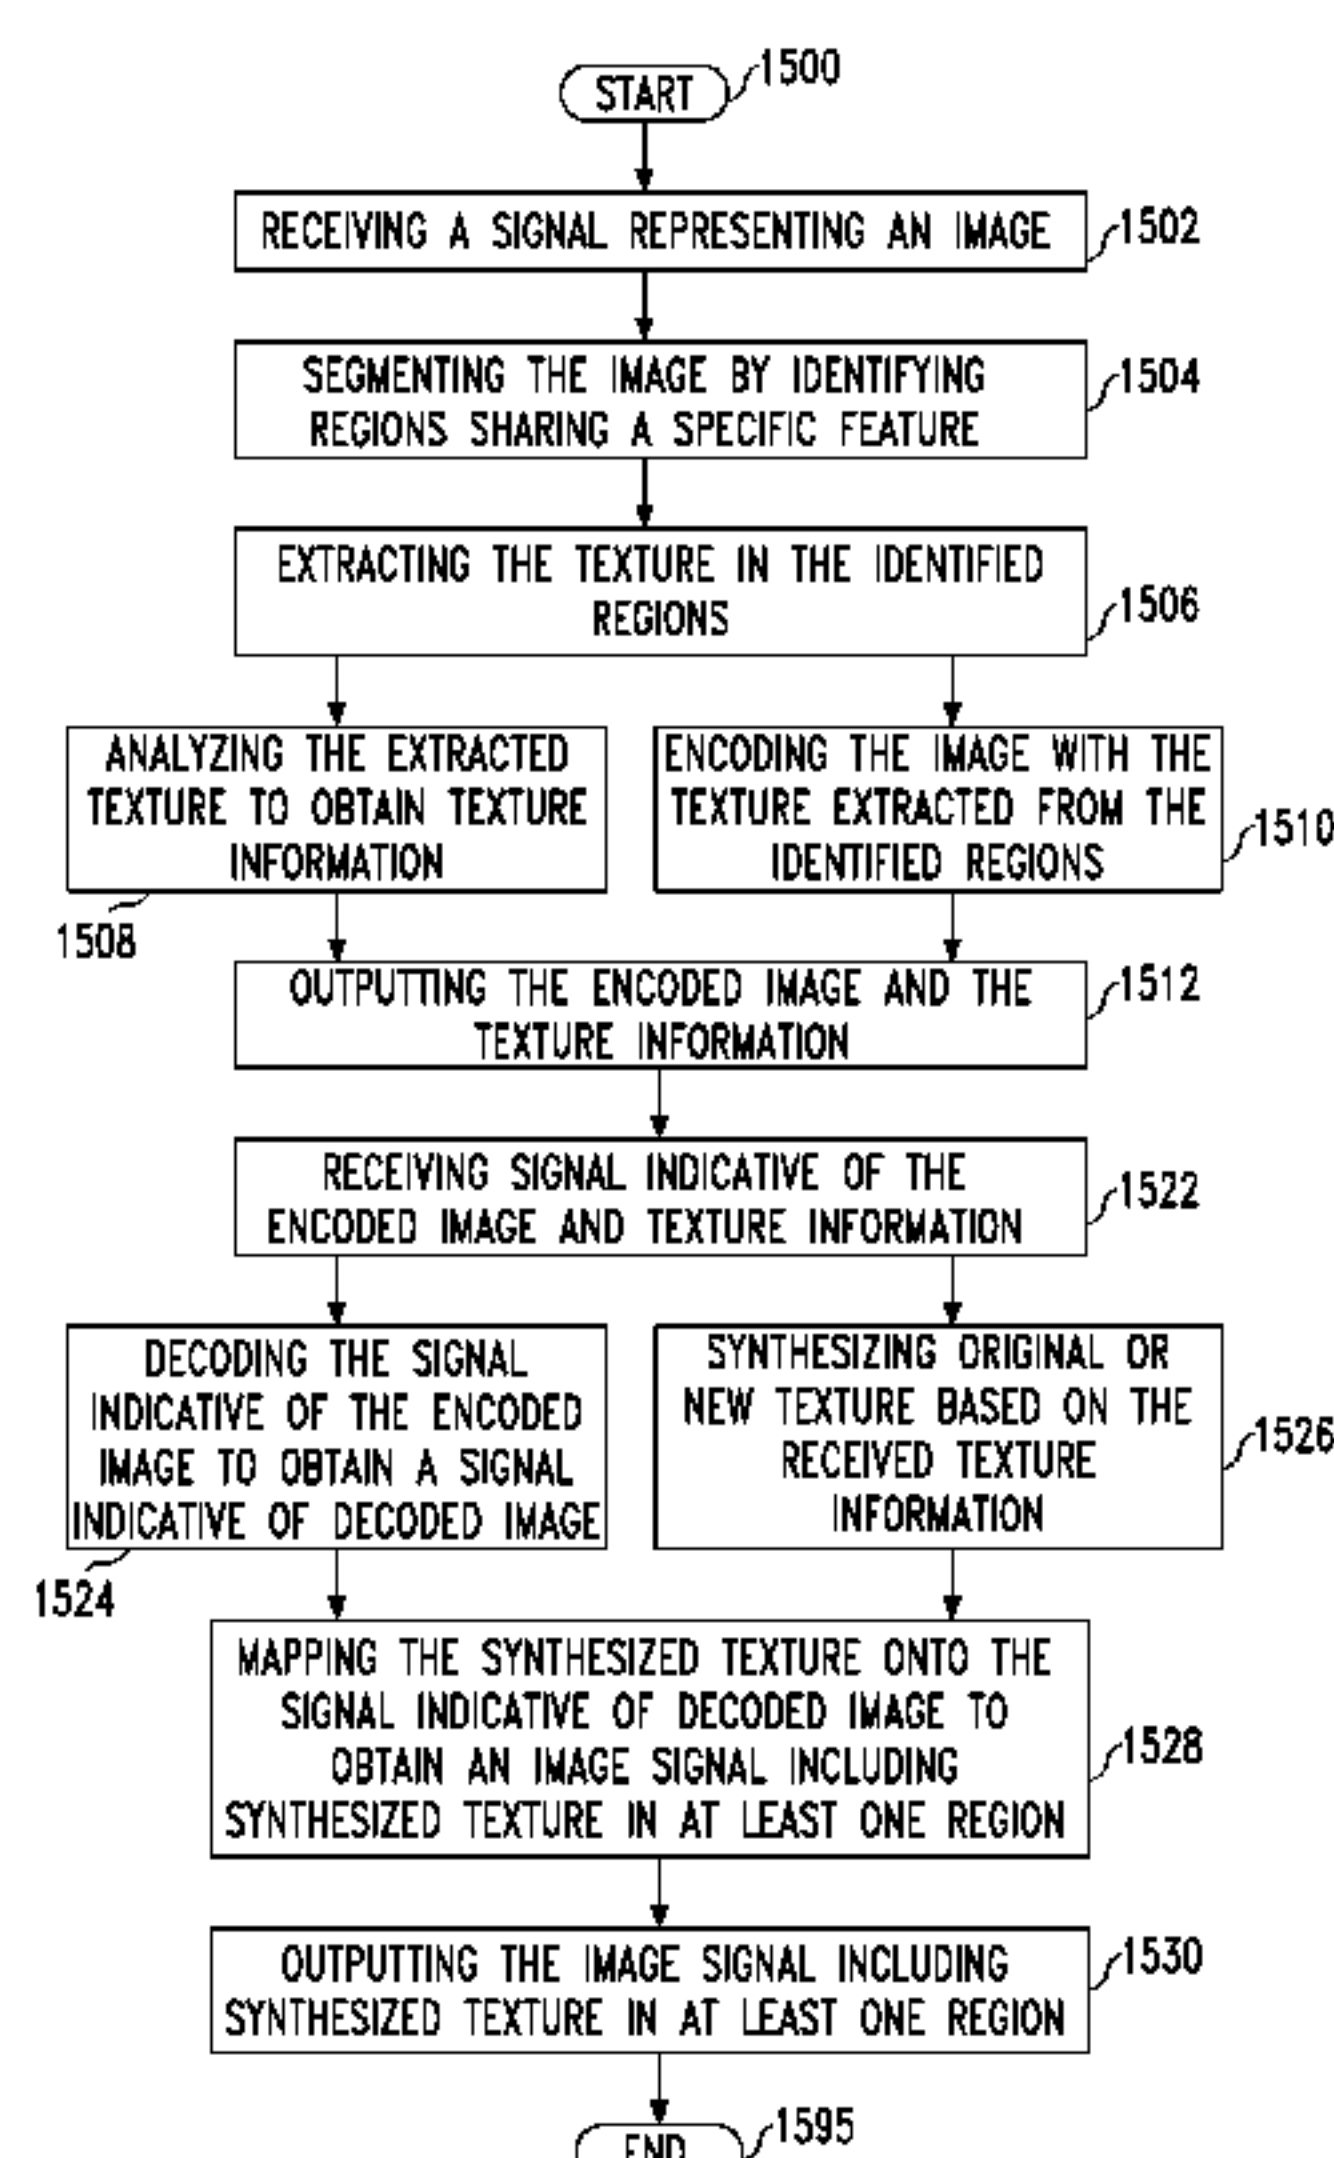 START
1500
RECEIVING A SIGNAL REPRESENTING AN IMAGE
1502
SEGMENTING THE IMAGE BY IDENTIFYING
REGIONS SHARING A SPECIFIC FEATURE
1504
EXTRACTING THE TEXTURE IN THE IDENTIFIED
REGIONS
1506
ANALYZING THE EXTRACTED
TEXTURE TO OBTAIN TEXTURE
INFORMATION
1508
ENCODING THE IMAGE WITH THE
TEXTURE EXTRACTED FROM THE
IDENTIFIED REGIONS
1510
OUTPUTTING THE ENCODED IMAGE AND THE
TEXTURE INFORMATION
1512
RECEIVING SIGNAL INDICATIVE OF THE
ENCODED IMAGE AND TEXTURE INFORMATION
1522
DECODING THE SIGNAL
INDICATIVE OF THE ENCODED
IMAGE TO OBTAIN A SIGNAL
INDICATIVE OF DECODED IMAGE
1524
SYNTHESIZING ORIGINAL OR
NEW TEXTURE BASED ON THE
RECEIVED TEXTURE
INFORMATION
1526
MAPPING THE SYNTHESIZED TEXTURE ONTO THE
SIGNAL INDICATIVE OF DECODED IMAGE TO
OBTAIN AN IMAGE SIGNAL INCLUDING
SYNTHESIZED TEXTURE IN AT LEAST ONE REGION
1528
OUTPUTTING THE IMAGE SIGNAL INCLUDING
SYNTHESIZED TEXTURE IN AT LEAST ONE REGION
1530
END
1595